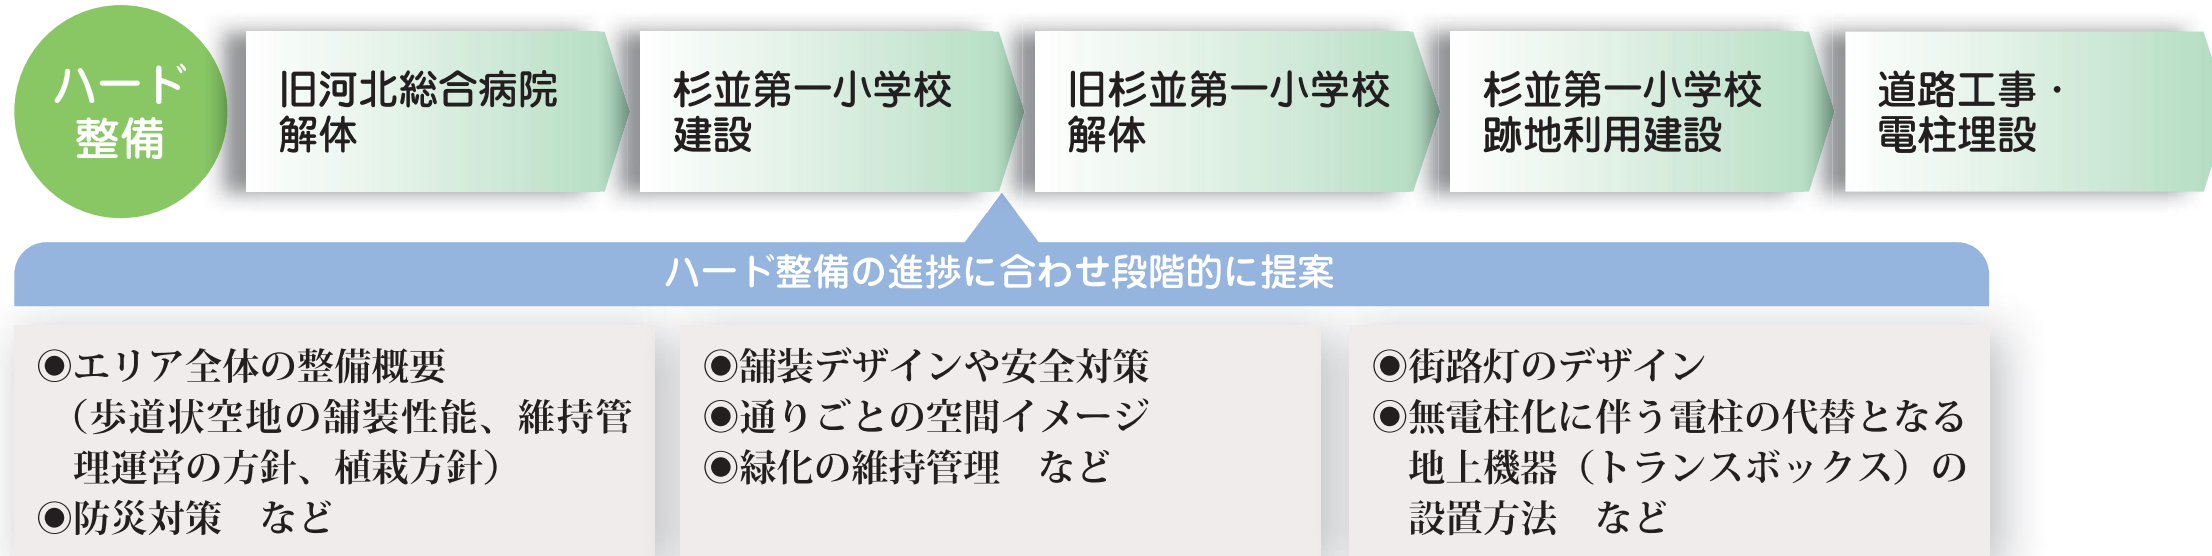 ハード
整備
旧河北総合病院
解体
杉並第一小学校
建設
旧杉並第一小学校
解体
杉並第一小学校
跡地利用建設
道路工事・
電柱埋設
ハード整備の進捗に合わせ段階的に提案
◉エリア全体の整備概要
（歩道状空地の舗装性能、維持管
理運営の方針、植栽方針）
◉防災対策　など
◉舗装デザインや安全対策
◉通りごとの空間イメージ
◉緑化の維持管理　など
◉街路灯のデザイン
◉無電柱化に伴う電柱の代替となる
地上機器（トランスボックス）の
設置方法　など